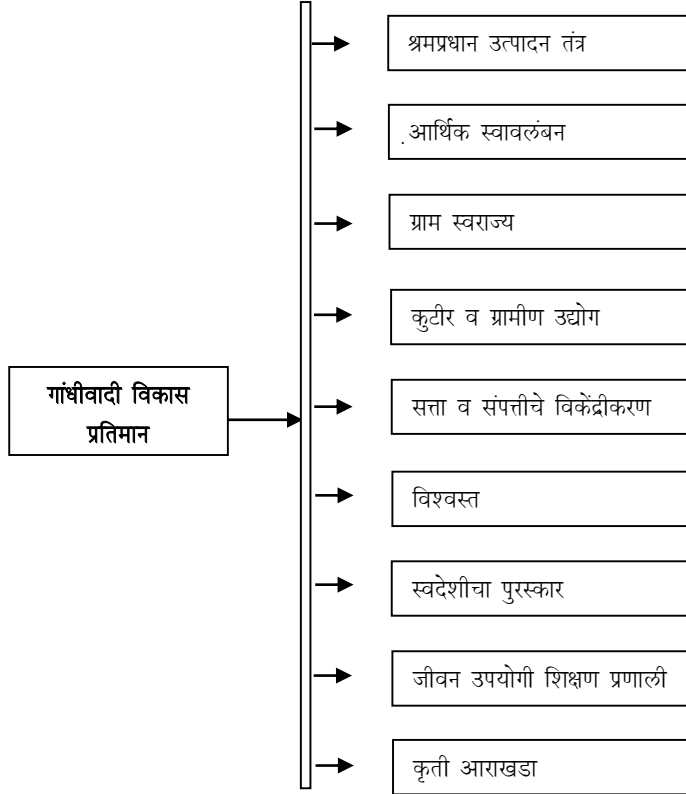 श्रमप्रधान उत्पादन तंत्र
.आर्थिक स्वावलंबन
ग्राम स्वराज्य
कुटीर व ग्रामीण उद्योग
गांधीवादी विकास
प्रतिमान
सत्ता व संपत्तीचे विकेंद्रीकरण
विश्वस्त
स्वदेशीचा पुरस्कार
जीवन उपयोगी शिक्षण प्रणाली
कृती आराखडा